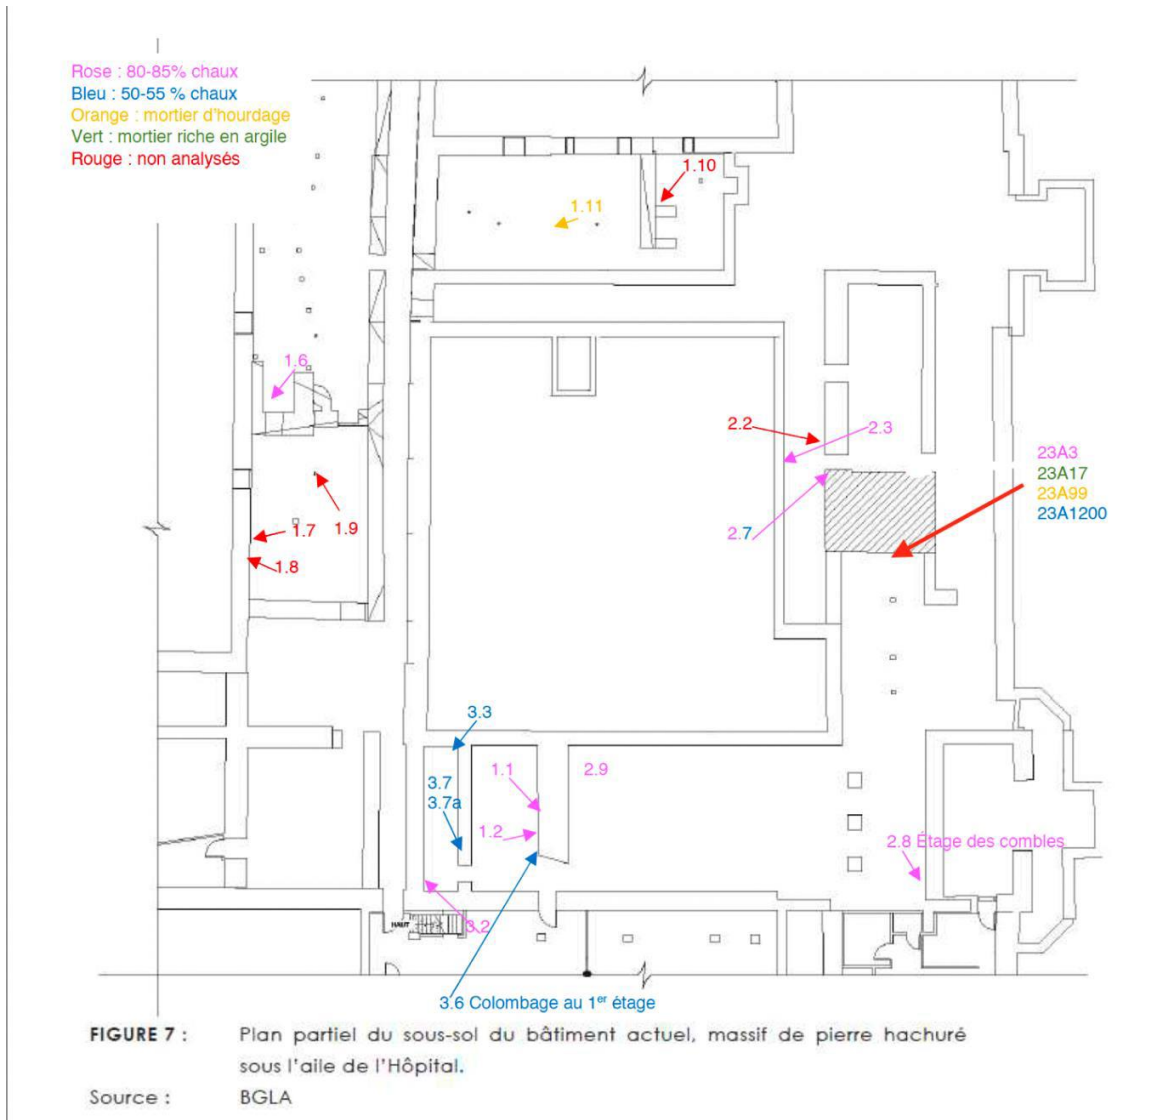 Rose : 80-85% chaux
Bleu : 50-55 % chaux
Orange : mortier d'hourdage
Vert : mortier riche en argile
Rouge : non analysés
1.10
1.11
1.6
2.2
2.3
23A3
23A17
23A99
23A1200
1.7
1.9
2.7
1.8
3.3
1.1
2.9
3.7
3.7a
1.2
2.8 Étage des combles
HAUT
3.2
3.6 Colombage au 1er étage
FIGURE 7 : Plan partiel du sous-sol du bâtiment actuel, massif de pierre hachuré
sous l'aile de l'Hôpital.
Source : BGLA